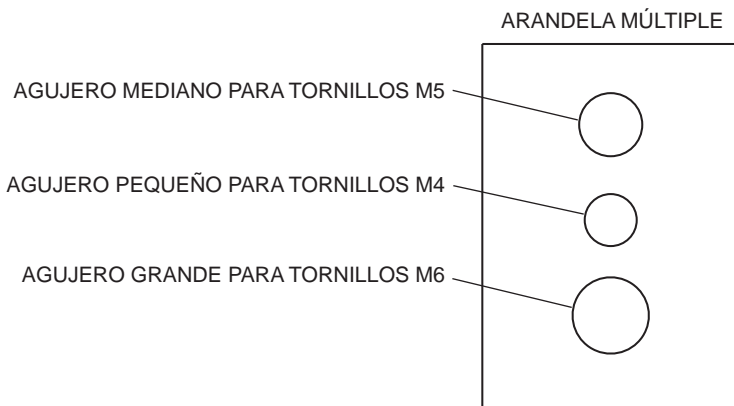 ARANDELA MÚLTIPLE
AGUJERO MEDIANO PARA TORNILLOS M5
AGUJERO PEQUEÑO PARA TORNILLOS M4
AGUJERO GRANDE PARA TORNILLOS M6